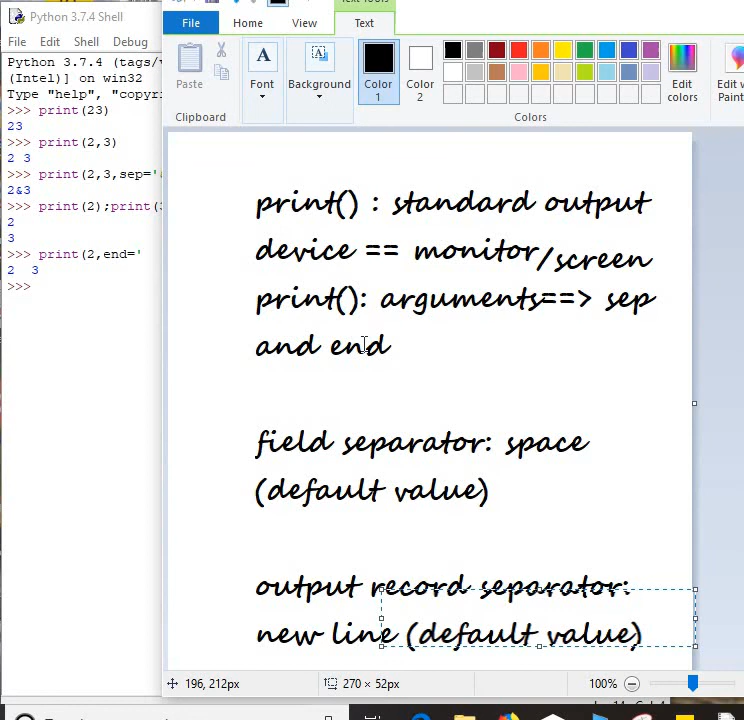 Python 3.7.4 Shell
File Edit Shell Debug
Python 3.7.4 (tags/
(Intel)] on win32
Type "help", "copyri
>>> print(23)
23
>>> print(2,3)
2 3
>>> print(2,3,sep='
2&3
>>> print(2);print(
2
3
>>> print(2,end='
2 3
>>>
File Home View Text
Paste
Clipboard
Font
Background
Color 1
Color 2
Edit colors
Edit w
Paint
Colors
print() : standard output
device == monitor/screen
print(): arguments==> sep
and end
field separator: space
(default value)
output record separator:
new line (default value)
196, 212px
270 × 52px
100%